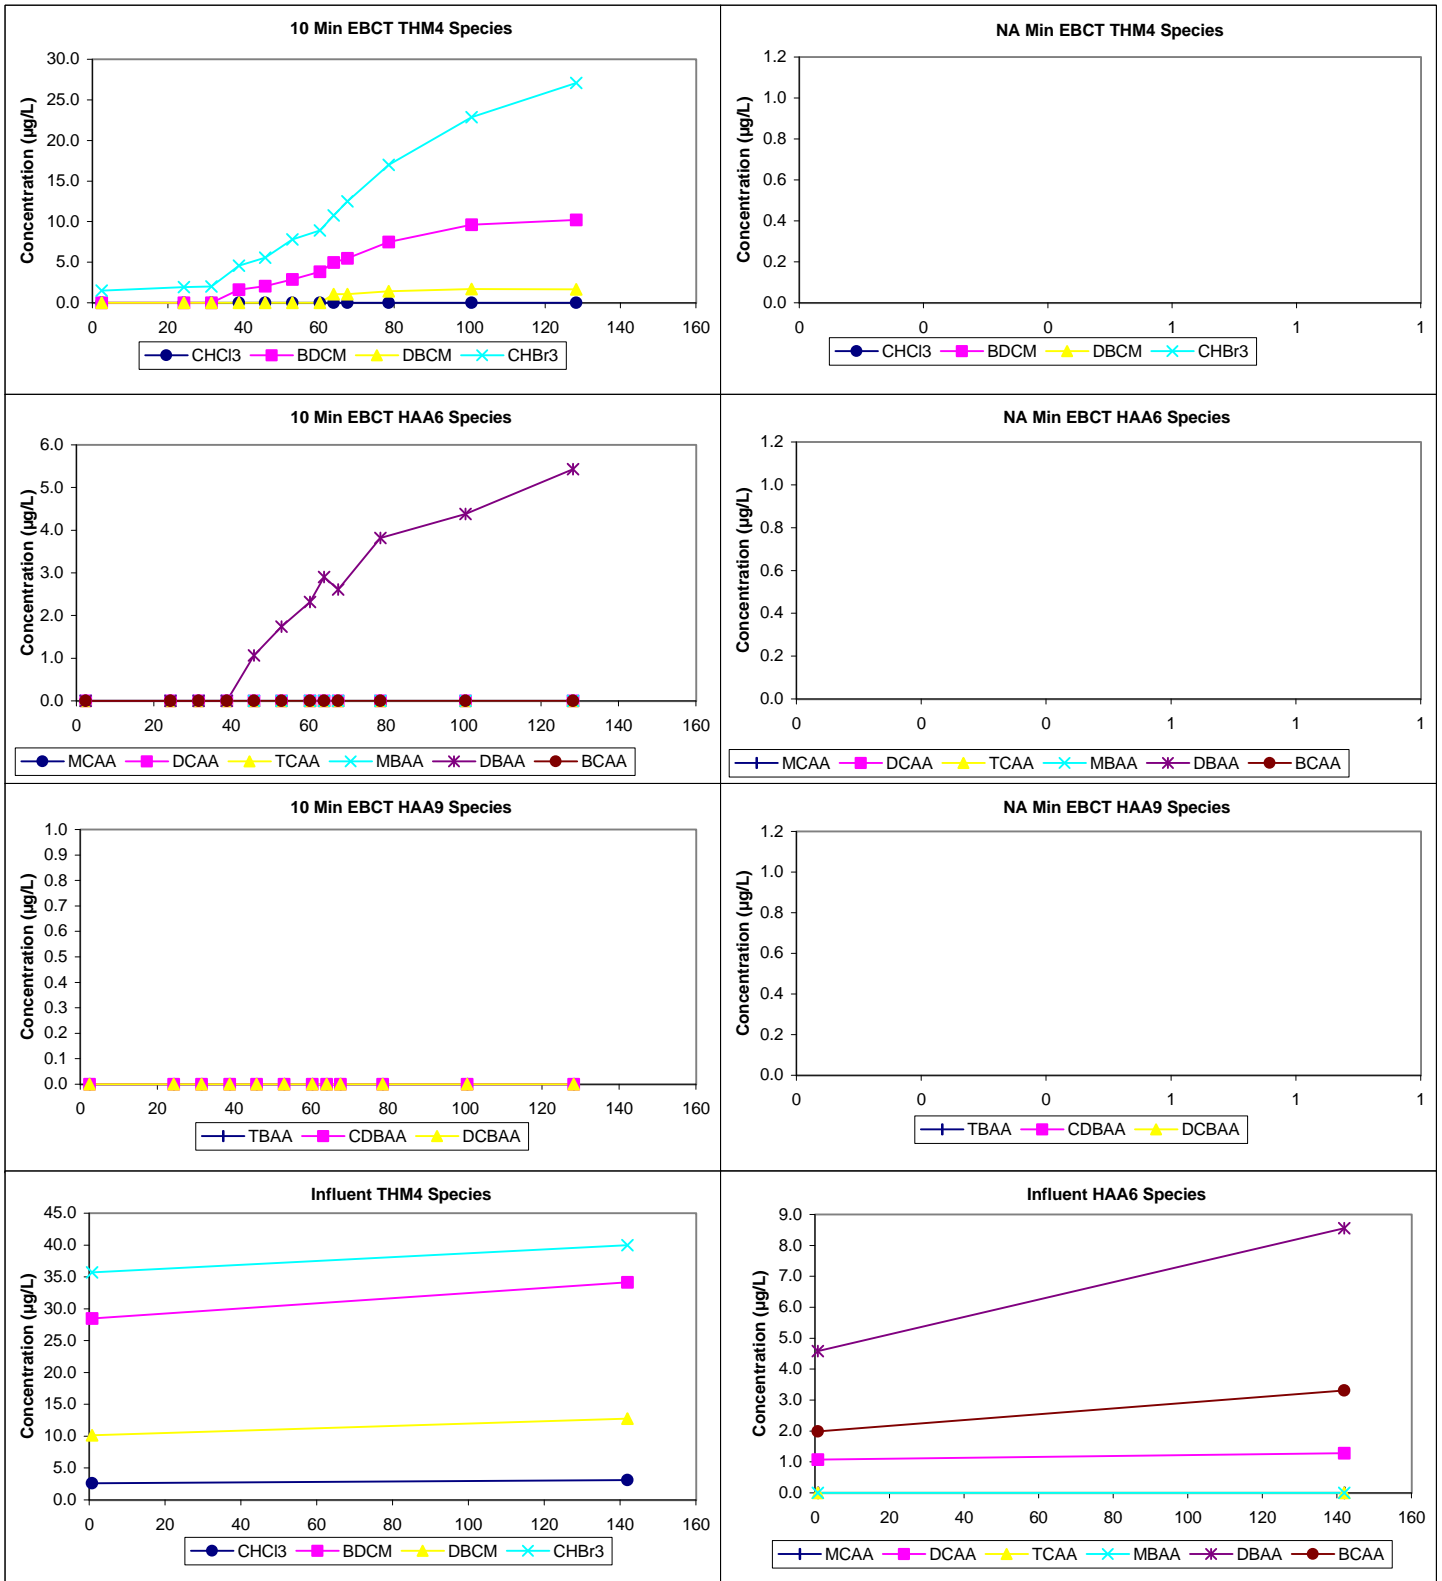 10 Min EBCT THM4 Species
Concentration (µg/L)
30.0
25.0
20.0
15.0
10.0
5.0
0.0
0 20 40 60 80 100 120 140 160
CHCl3 BDCM DBCM CHBr3
NA Min EBCT THM4 Species
Concentration (µg/L)
1.2
1.0
0.8
0.6
0.4
0.2
0.0
0 0 0 1 1 1
CHCl3 BDCM DBCM CHBr3
10 Min EBCT HAA6 Species
Concentration (µg/L)
6.0
5.0
4.0
3.0
2.0
1.0
0.0
0 20 40 60 80 100 120 140 160
MCAA DCAA TCAA MBAA DBAA BCAA
NA Min EBCT HAA6 Species
Concentration (µg/L)
1.2
1.0
0.8
0.6
0.4
0.2
0.0
0 0 0 1 1 1
MCAA DCAA TCAA MBAA DBAA BCAA
10 Min EBCT HAA9 Species
Concentration (µg/L)
1.0
0.9
0.8
0.7
0.6
0.5
0.4
0.3
0.2
0.1
0.0
0 20 40 60 80 100 120 140 160
TBAA CDBAA DCBAA
NA Min EBCT HAA9 Species
Concentration (µg/L)
1.2
1.0
0.8
0.6
0.4
0.2
0.0
0 0 0 1 1 1
TBAA CDBAA DCBAA
Influent THM4 Species
Concentration (µg/L)
45.0
40.0
35.0
30.0
25.0
20.0
15.0
10.0
5.0
0.0
0 20 40 60 80 100 120 140 160
CHCl3 BDCM DBCM CHBr3
Influent HAA6 Species
Concentration (µg/L)
9.0
8.0
7.0
6.0
5.0
4.0
3.0
2.0
1.0
0.0
0 20 40 60 80 100 120 140 160
MCAA DCAA TCAA MBAA DBAA BCAA